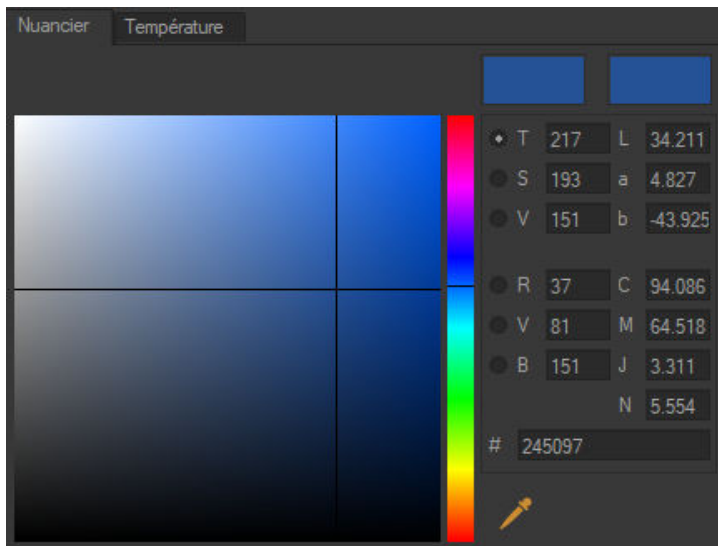 Nuancier Température
T 217 L 34.211
S 193 a 4.827
V 151 b -43.925
R 37 C 94.086
V 81 M 64.518
B 151 J 3.311
N 5.554
# 245097